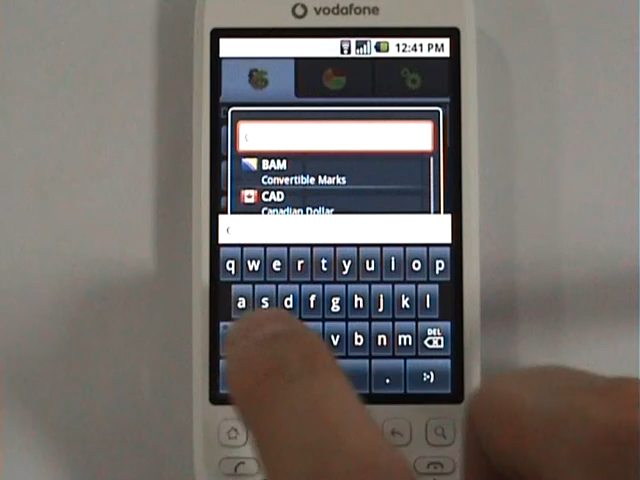 vodafone
12:41 PM
c
BAM
Convertible Marks
CAD
Canadian Dollar
c
q w e r t y u i o p
a s d f g h j k l
v b n m DEL
. :-)